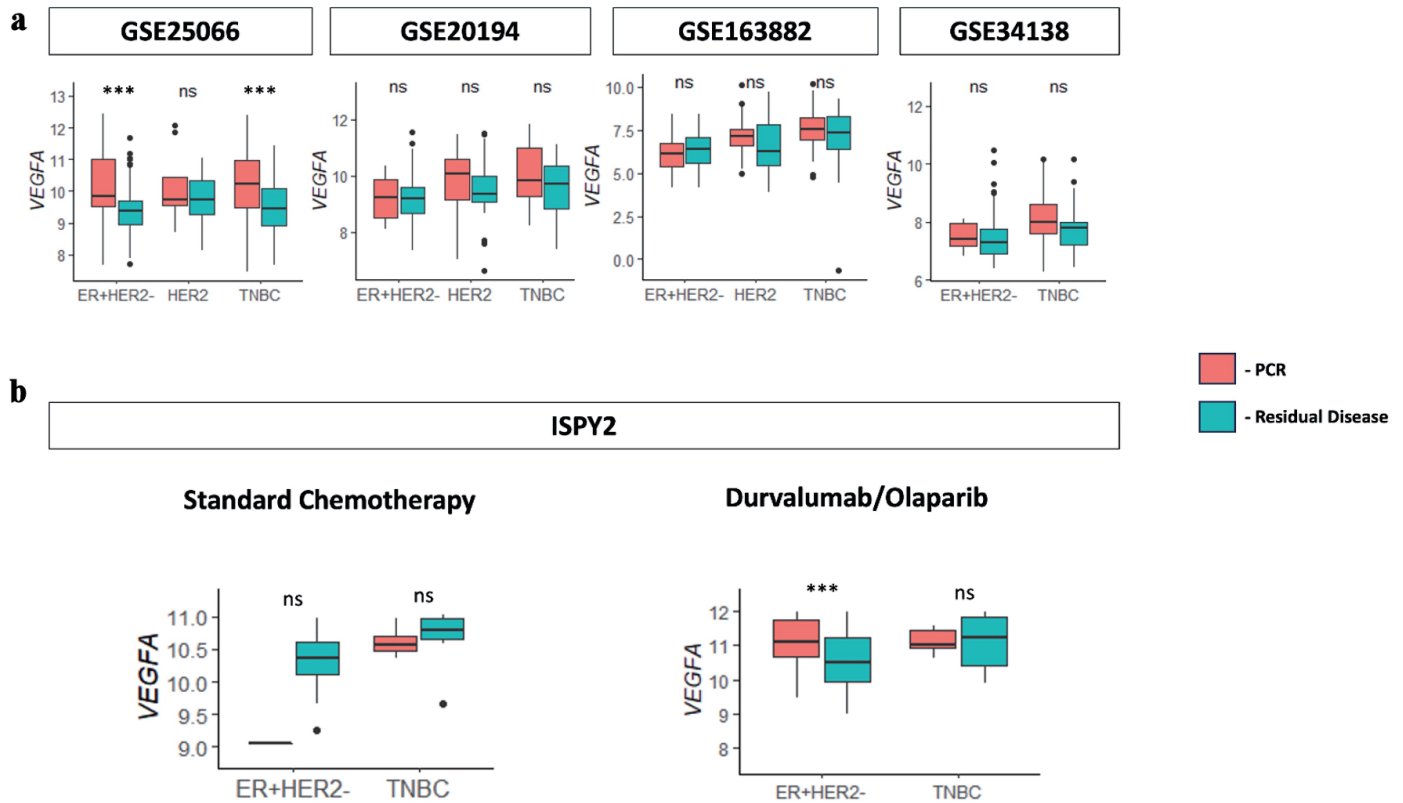 a
GSE25066
GSE20194
GSE163882
GSE34138
VEGFA
13
12
11
10
9
8
***
ns
***
ER+HER2-
HER2
TNBC
VEGFA
12
10
8
ns
ns
ns
ER+HER2-
HER2
TNBC
VEGFA
10.0
7.5
5.0
2.5
0.0
ns
ns
ns
ER+HER2-
HER2
TNBC
VEGFA
12
10
8
6
ns
ns
ER+HER2-
TNBC
- PCR
- Residual Disease
b
ISPY2
Standard Chemotherapy
VEGFA
11.0
10.5
10.0
9.5
9.0
ns
ns
ER+HER2-
TNBC
Durvalumab/Olaparib
VEGFA
12
11
10
9
8
***
ns
ER+HER2-
TNBC